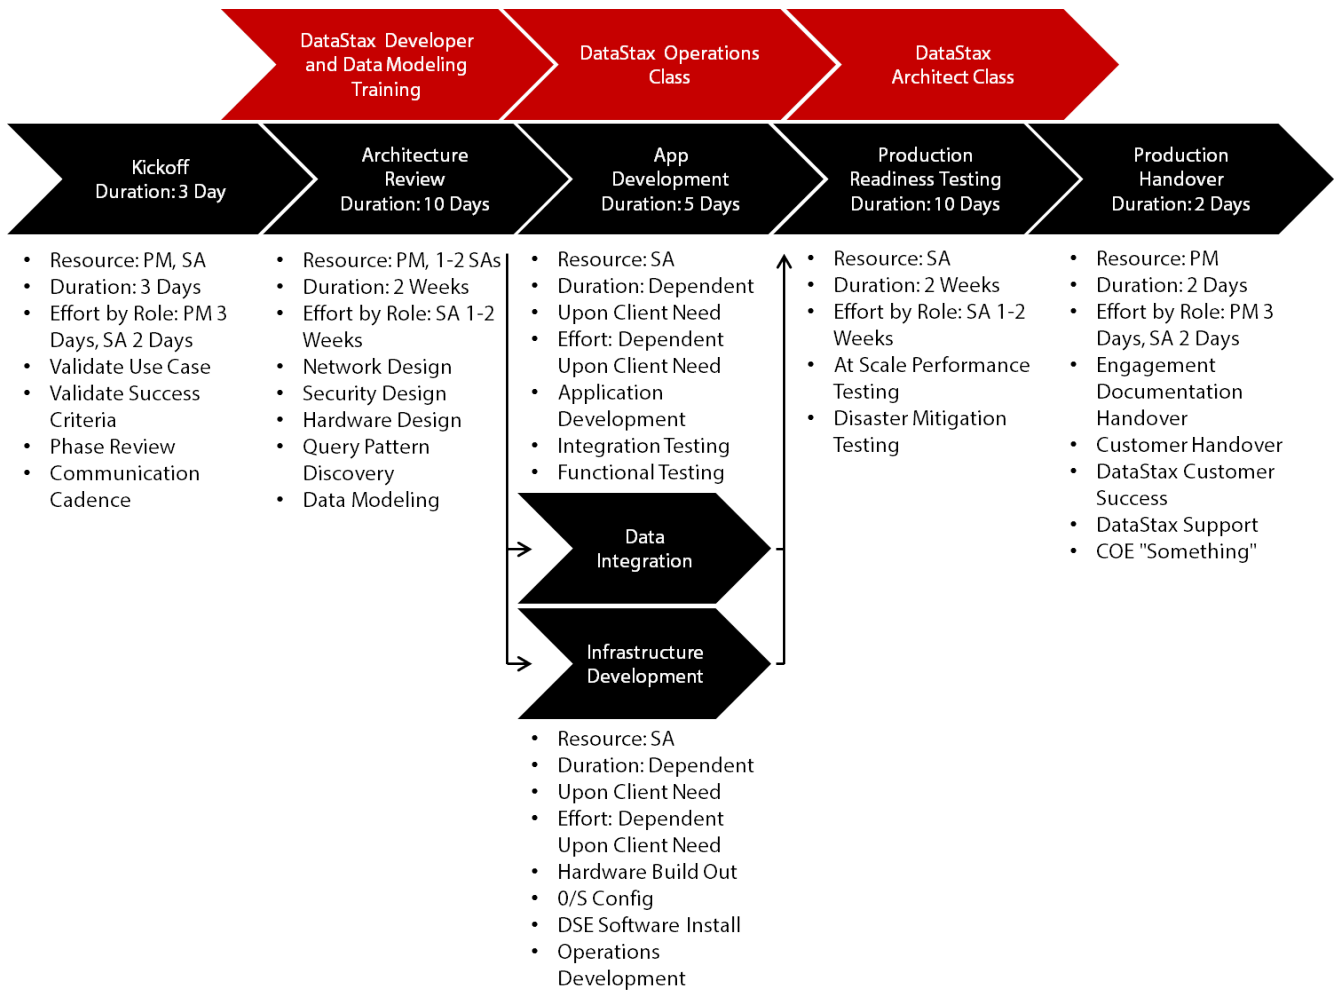 DataStax Developer
and Data Modeling
Training
DataStax Operations
Class
DataStax
Architect Class
Kickoff
Duration: 3 Day
Architecture
Review
Duration: 10 Days
App
Development
Duration: 5 Days
Production
Readiness Testing
Duration: 10 Days
Production
Handover
Duration: 2 Days
• Resource: PM, SA
• Duration: 3 Days
• Effort by Role: PM 3
Days, SA 2 Days
• Validate Use Case
• Validate Success
Criteria
• Phase Review
• Communication
Cadence
• Resource: PM, 1-2 SAs
• Duration: 2 Weeks
• Effort by Role: SA 1-2
Weeks
• Network Design
• Security Design
• Hardware Design
• Query Pattern
Discovery
• Data Modeling
• Resource: SA
• Duration: Dependent
• Upon Client Need
• Effort: Dependent
Upon Client Need
• Application
Development
• Integration Testing
• Functional Testing
Data
Integration
Infrastructure
Development
• Resource: SA
• Duration: Dependent
• Upon Client Need
• Effort: Dependent
Upon Client Need
• Hardware Build Out
• 0/S Config
• DSE Software Install
• Operations
Development
• Resource: SA
• Duration: 2 Weeks
• Effort by Role: SA 1-2
Weeks
• At Scale Performance
Testing
• Disaster Mitigation
Testing
• Resource: PM
• Duration: 2 Days
• Effort by Role: PM 3
Days, SA 2 Days
• Engagement
Documentation
Handover
• Customer Handover
• DataStax Customer
Success
• DataStax Support
• COE "Something"